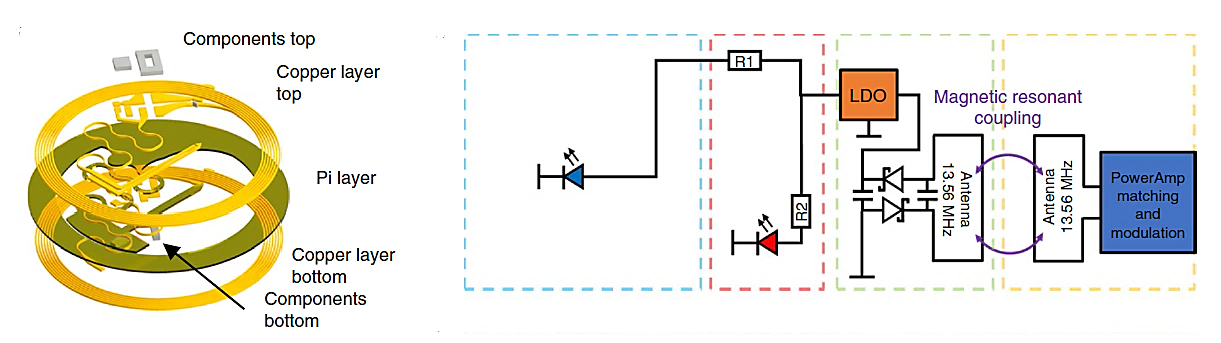 Components top
Copper layer
top
Pi layer
Copper layer
bottom
Components
bottom
R1
R2
LDO
Magnetic resonant
coupling
Antenna
13.56 MHz
Antenna
13.56 MHz
PowerAmp
matching
and
modulation